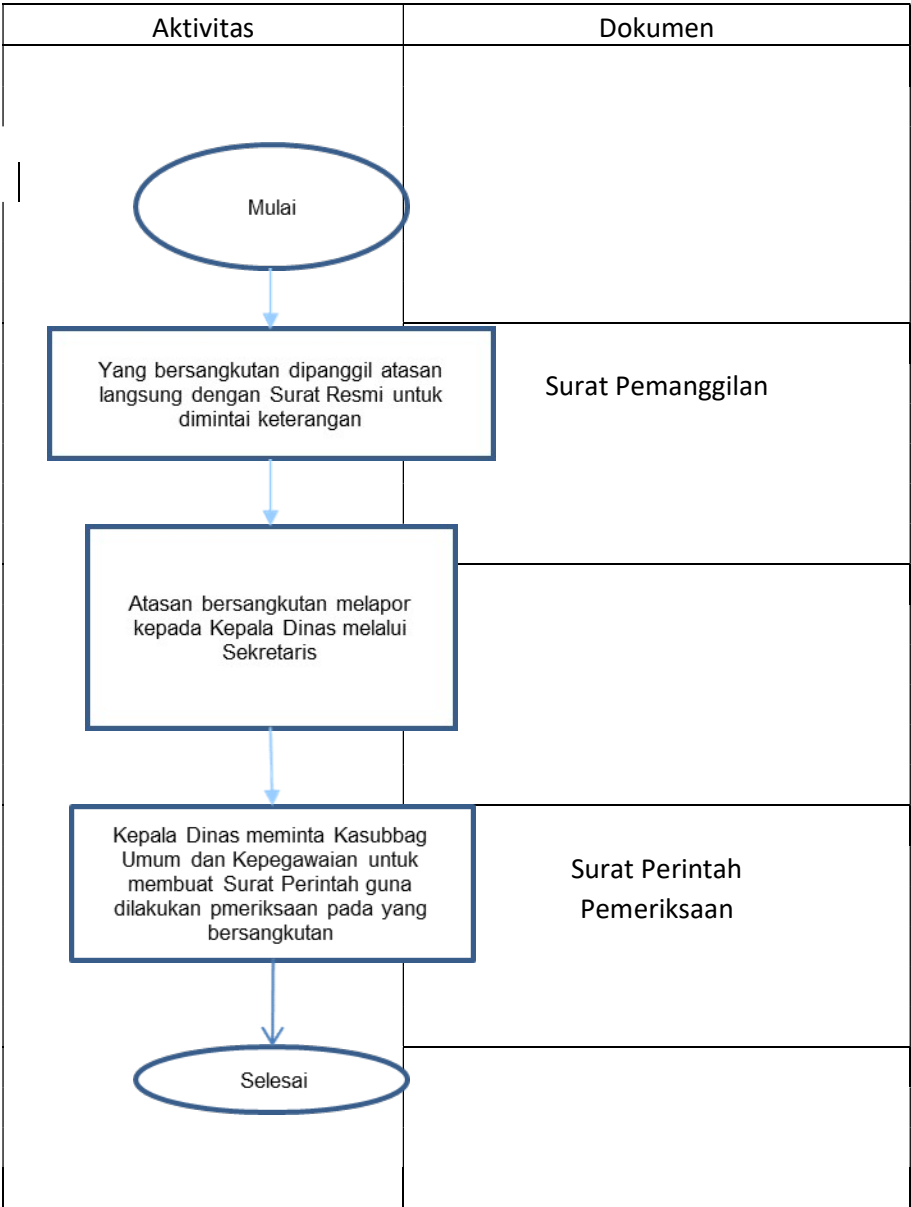 Aktivitas
Dokumen
Mulai
Yang bersangkutan dipanggil atasan
langsung dengan Surat Resmi untuk
dimintai keterangan
Surat Pemanggilan
Atasan bersangkutan melapor
kepada Kepala Dinas melalui
Sekretaris
Kepala Dinas meminta Kasubbag
Umum dan Kepegawaian untuk
membuat Surat Perintah guna
dilakukan pmeriksaan pada yang
bersangkutan
Surat Perintah
Pemeriksaan
Selesai